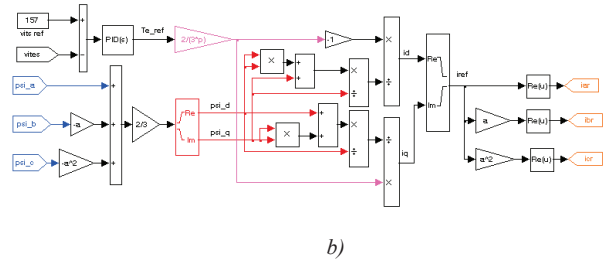 157
vits ref
+
vites
−
PID(s)
Te_ref
2/(3*p)
-1
×
÷
id
Re
Im
iref
Re(u)
iar
psi_a
+
psi_b
-a
+
psi_c
-a^2
+
2/3
Re
Im
psi_d
psi_q
×
+
+
×
÷
×
+
+
×
÷
÷
×
iq
a
Re(u)
ibr
a^2
Re(u)
icr
b)